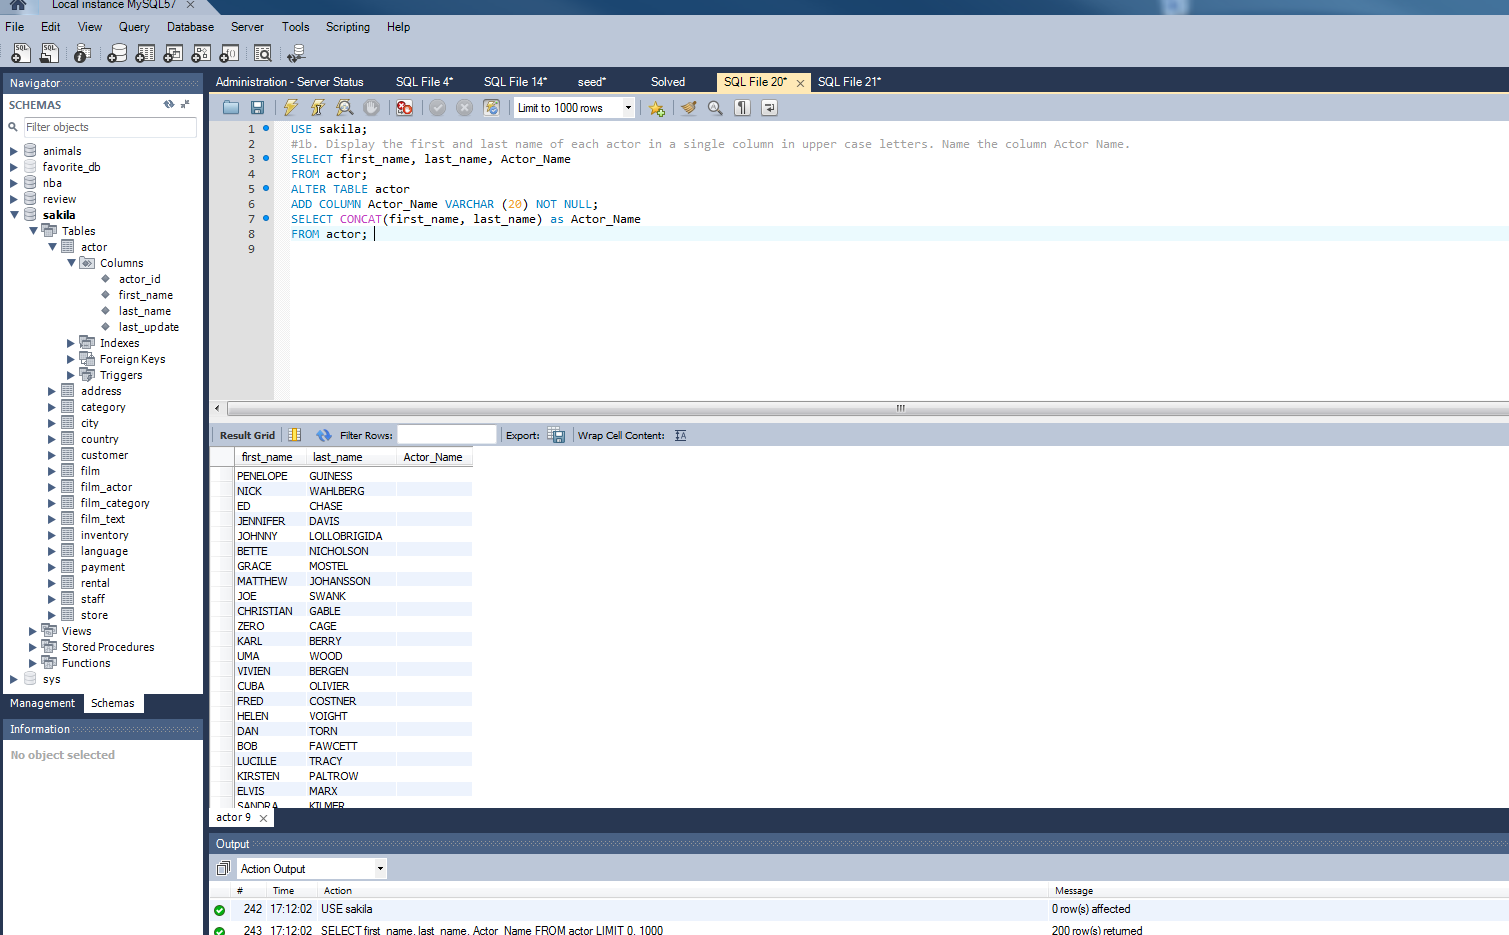 Local instance MySQL57 ×
File Edit View Query Database Server Tools Scripting Help
Navigator
SCHEMAS
Filter objects
animals
favorite_db
nba
review
sakila
Tables
actor
Columns
actor_id
first_name
last_name
last_update
Indexes
Foreign Keys
Triggers
address
category
city
country
customer
film
film_actor
film_category
film_text
inventory
language
payment
rental
staff
store
Views
Stored Procedures
Functions
sys
Management Schemas
Information
No object selected
Administration - Server Status SQL File 4* SQL File 14* seed* Solved SQL File 20* × SQL File 21*
Limit to 1000 rows
1 USE sakila;
2 #1b. Display the first and last name of each actor in a single column in upper case letters. Name the column Actor Name.
3 SELECT first_name, last_name, Actor_Name
4 FROM actor;
5 ALTER TABLE actor
6 ADD COLUMN Actor_Name VARCHAR (20) NOT NULL;
7 SELECT CONCAT(first_name, last_name) as Actor_Name
8 FROM actor;
9
Result Grid Filter Rows: Export: Wrap Cell Content:
first_name last_name Actor_Name
PENELOPE GUINESS
NICK WAHLBERG
ED CHASE
JENNIFER DAVIS
JOHNNY LOLLOBRIGIDA
BETTE NICHOLSON
GRACE MOSTEL
MATTHEW JOHANSSON
JOE SWANK
CHRISTIAN GABLE
ZERO CAGE
KARL BERRY
UMA WOOD
VIVIEN BERGEN
CUBA OLIVIER
FRED COSTNER
HELEN VOIGHT
DAN TORN
BOB FAWCETT
LUCILLE TRACY
KIRSTEN PALTROW
ELVIS MARX
SANDRA KILMER
actor 9 ×
Output
Action Output
# Time Action Message
242 17:12:02 USE sakila 0 row(s) affected
243 17:12:02 SELECT first_name, last_name, Actor_Name FROM actor LIMIT 0, 1000 200 row(s) returned